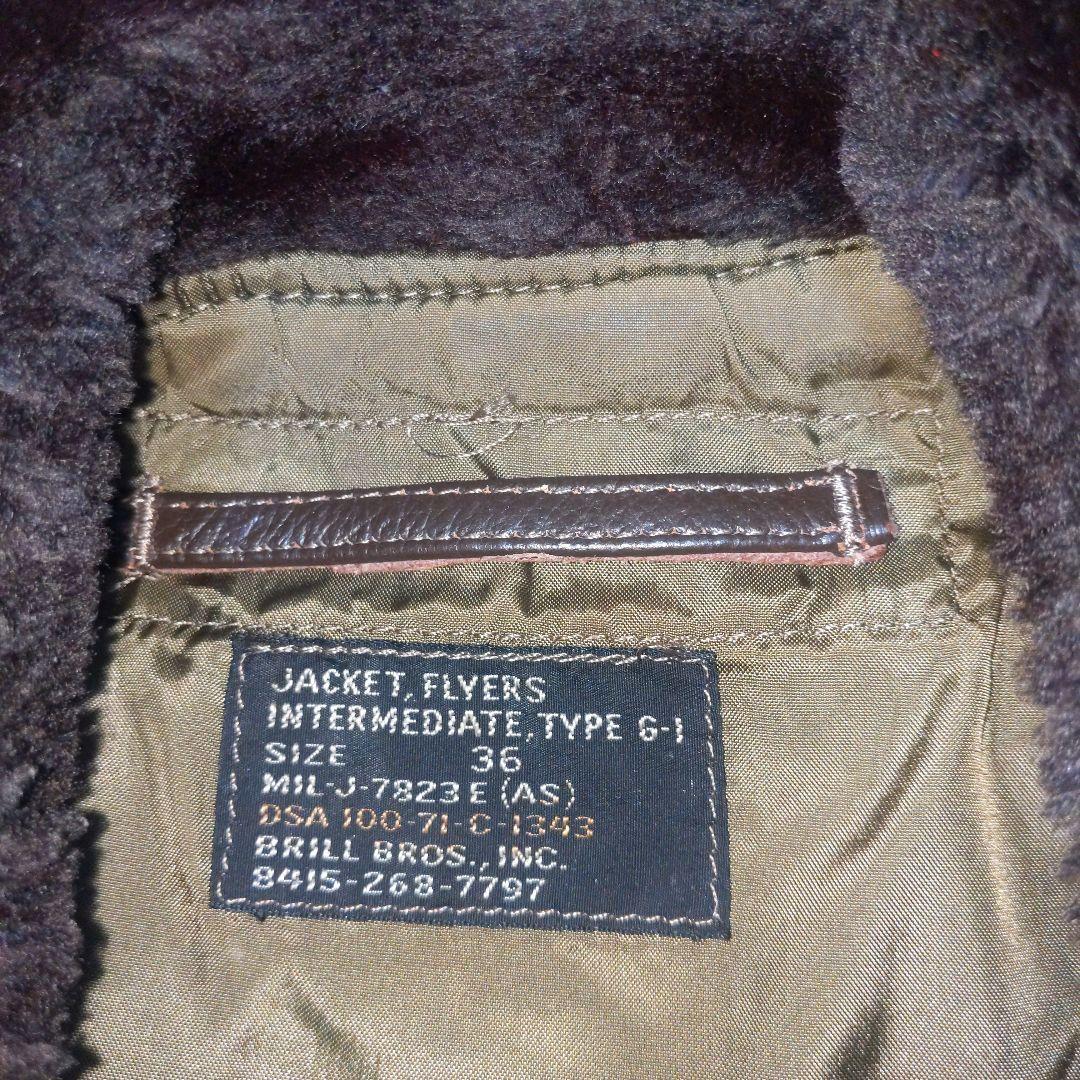 JACKET, FLYERS
INTERMEDIATE, TYPE G-1
SIZE 36
MIL-J-7823E (AS)
DSA 100-71-C-1343
BRILL BROS., INC.
8415-268-7797